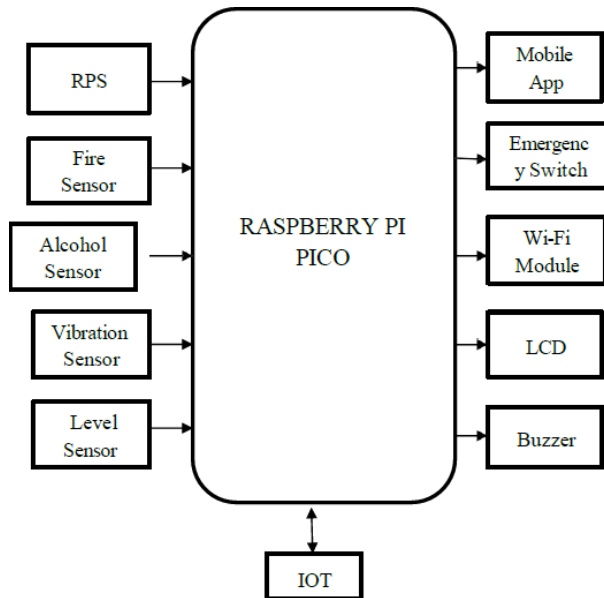 RPS
Fire
Sensor
Alcohol
Sensor
Vibration
Sensor
Level
Sensor
RASPBERRY PI
PICO
Mobile
App
Emergenc
y Switch
Wi-Fi
Module
LCD
Buzzer
IOT